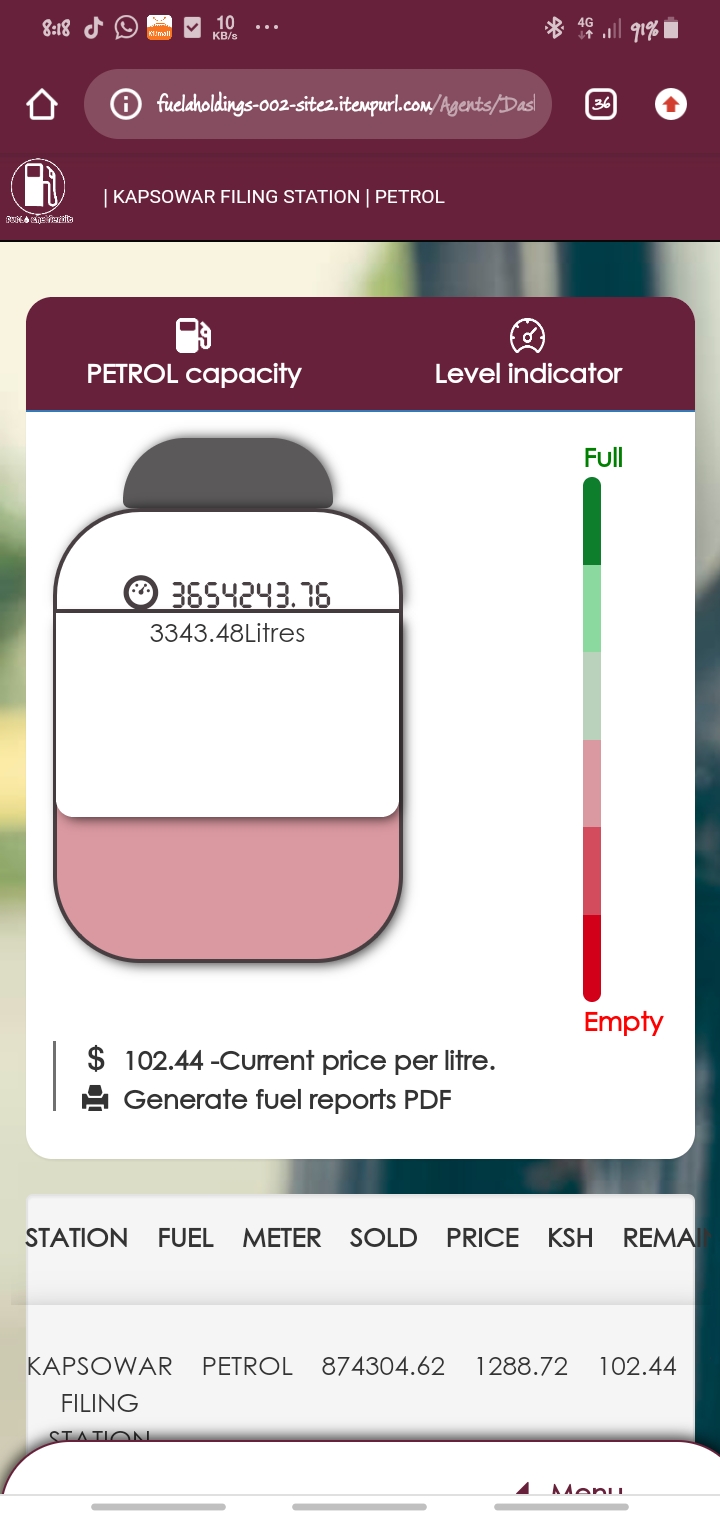 8:18
10
KB/s
4G
91%
fuelaholdings-002-site2.itempurl.com/Agents/Das
36
| KAPSOWAR FILING STATION | PETROL
PETROL capacity
Level indicator
Full
3654243.76
3343.48Litres
Empty
$ 102.44 -Current price per litre.
Generate fuel reports PDF
STATION FUEL METER SOLD PRICE KSH REMAI
KAPSOWAR PETROL 874304.62 1288.72 102.44
FILING
STATION
Menu